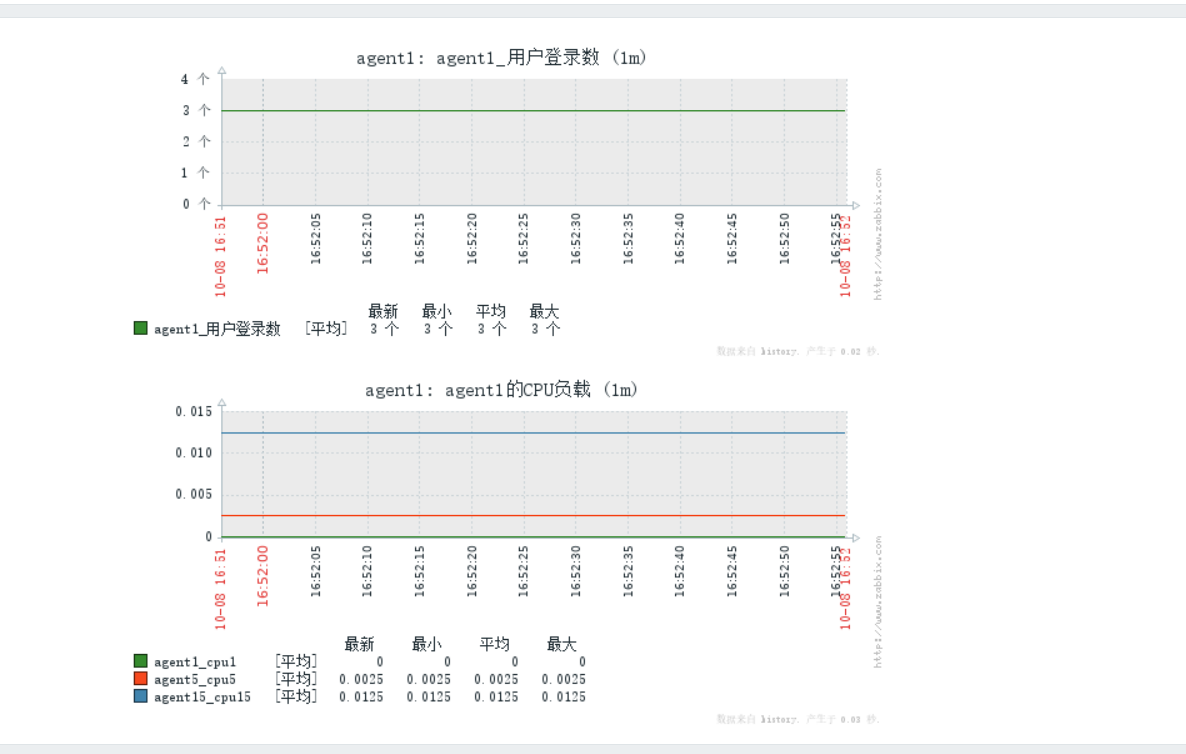 agent1: agent1_用户登录数 (1m)
4 个
3 个
2 个
1 个
0 个
10-08 16:51
16:52:00
16:52:05
16:52:10
16:52:15
16:52:20
16:52:25
16:52:30
16:52:35
16:52:40
16:52:45
16:52:50
16:52:55
10-08 16:52
http://www.zabbix.com
最新 最小 平均 最大
agent1_用户登录数 [平均] 3 个 3 个 3 个 3 个
数据来自 history. 产生于 0.02 秒.
agent1: agent1的CPU负载 (1m)
0.015
0.010
0.005
0
10-08 16:51
16:52:00
16:52:05
16:52:10
16:52:15
16:52:20
16:52:25
16:52:30
16:52:35
16:52:40
16:52:45
16:52:50
16:52:55
10-08 16:52
http://www.zabbix.com
最新 最小 平均 最大
agent1_cpu1 [平均] 0 0 0 0
agent5_cpu5 [平均] 0.0025 0.0025 0.0025 0.0025
agent15_cpu15 [平均] 0.0125 0.0125 0.0125 0.0125
数据来自 history. 产生于 0.03 秒.